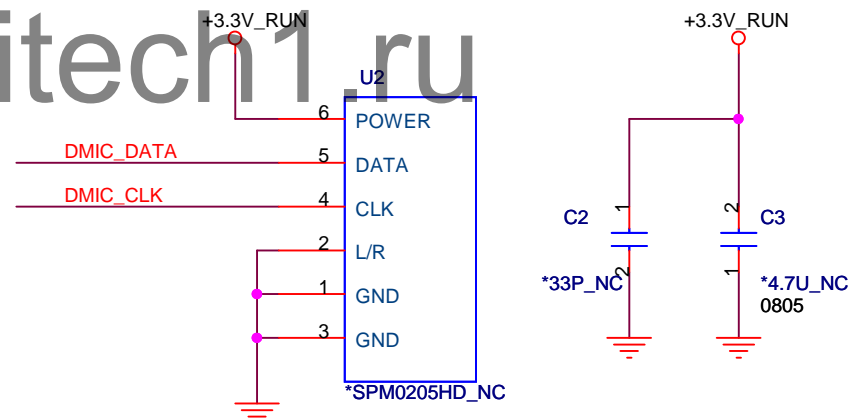 +3.3V_RUN
+3.3V_RUN
itech1.ru
U2
6 POWER
DMIC_DATA 5 DATA
DMIC_CLK 4 CLK
2 L/R
1 GND
3 GND
*SPM0205HD_NC
1
C2
2
*33P_NC
2
C3
1
*4.7U_NC
0805